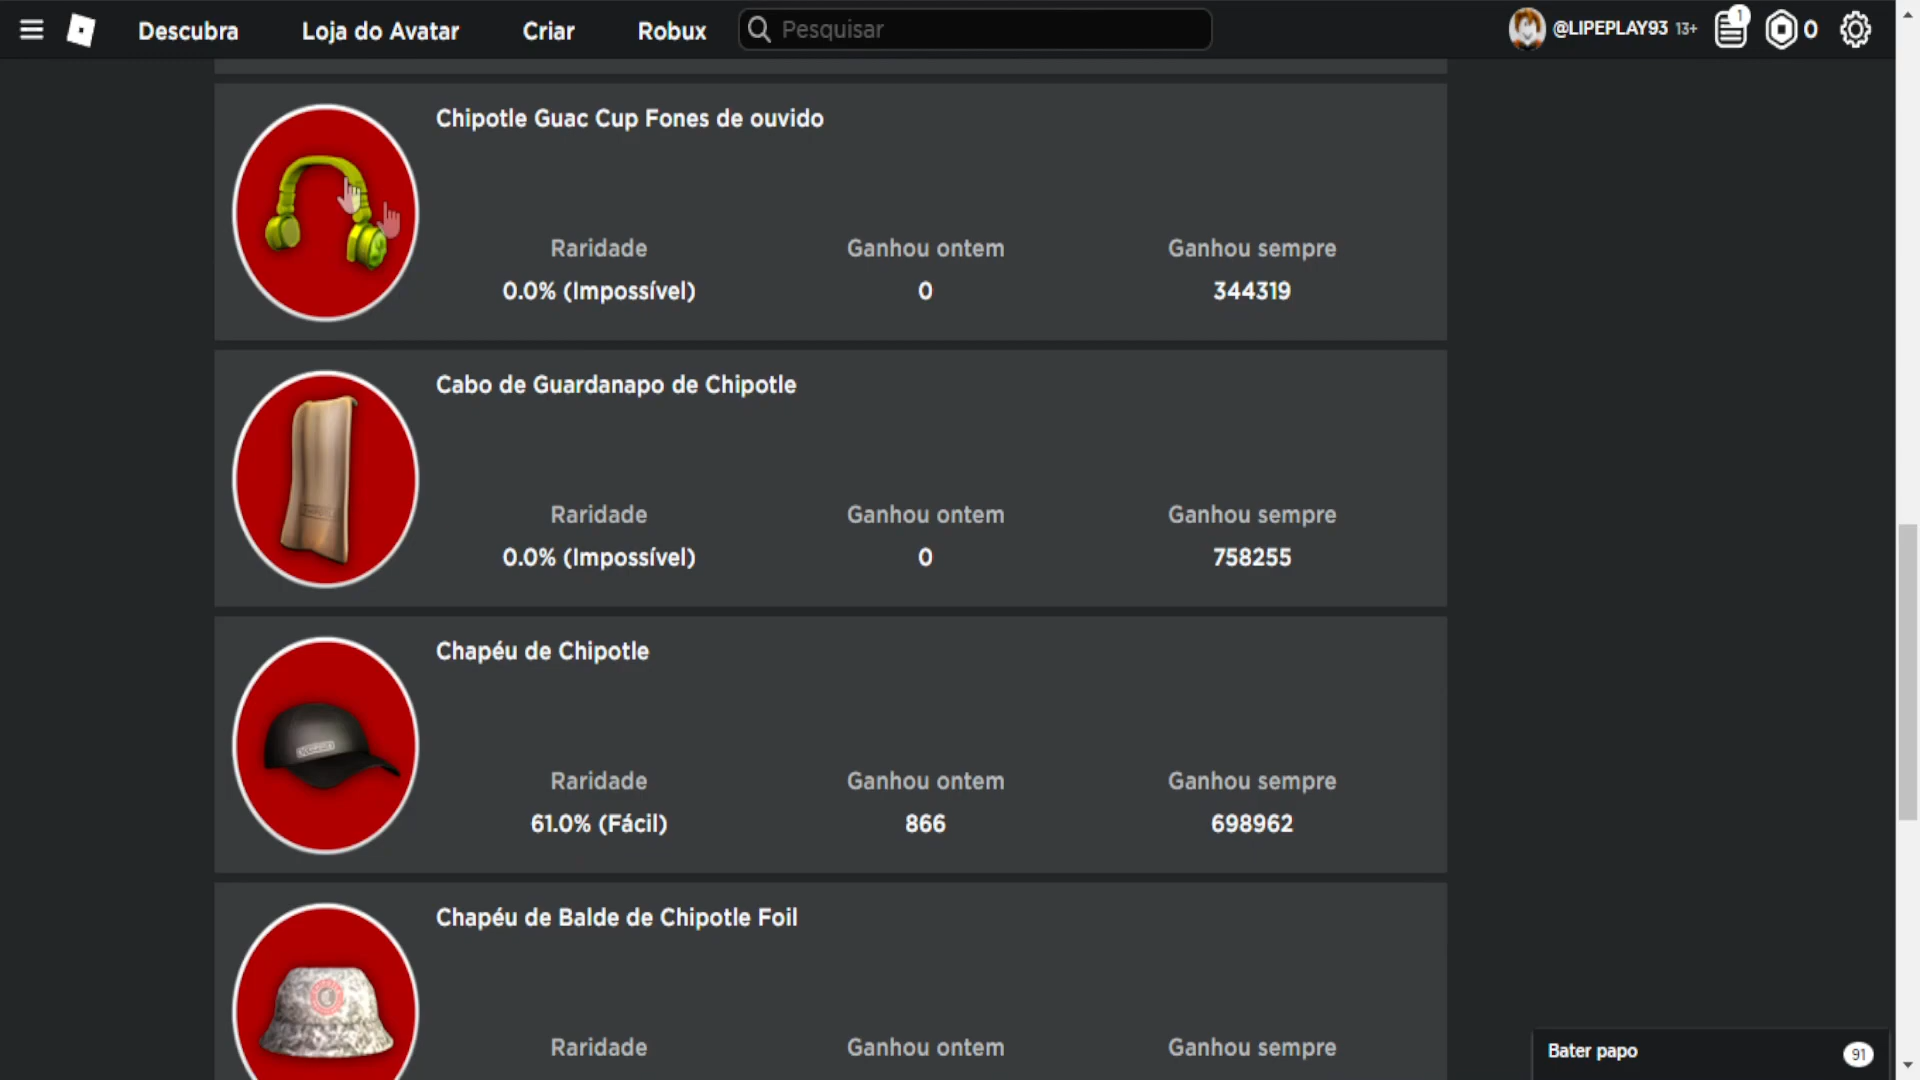 Descubra Loja do Avatar Criar Robux Pesquisar @LIPEPLAY93 13+ 1 0
Chipotle Guac Cup Fones de ouvido
Raridade Ganhou ontem Ganhou sempre
0.0% (Impossível) 0 344319
Cabo de Guardanapo de Chipotle
Raridade Ganhou ontem Ganhou sempre
0.0% (Impossível) 0 758255
Chapéu de Chipotle
Raridade Ganhou ontem Ganhou sempre
61.0% (Fácil) 866 698962
Chapéu de Balde de Chipotle Foil
Raridade Ganhou ontem Ganhou sempre
Bater papo 91